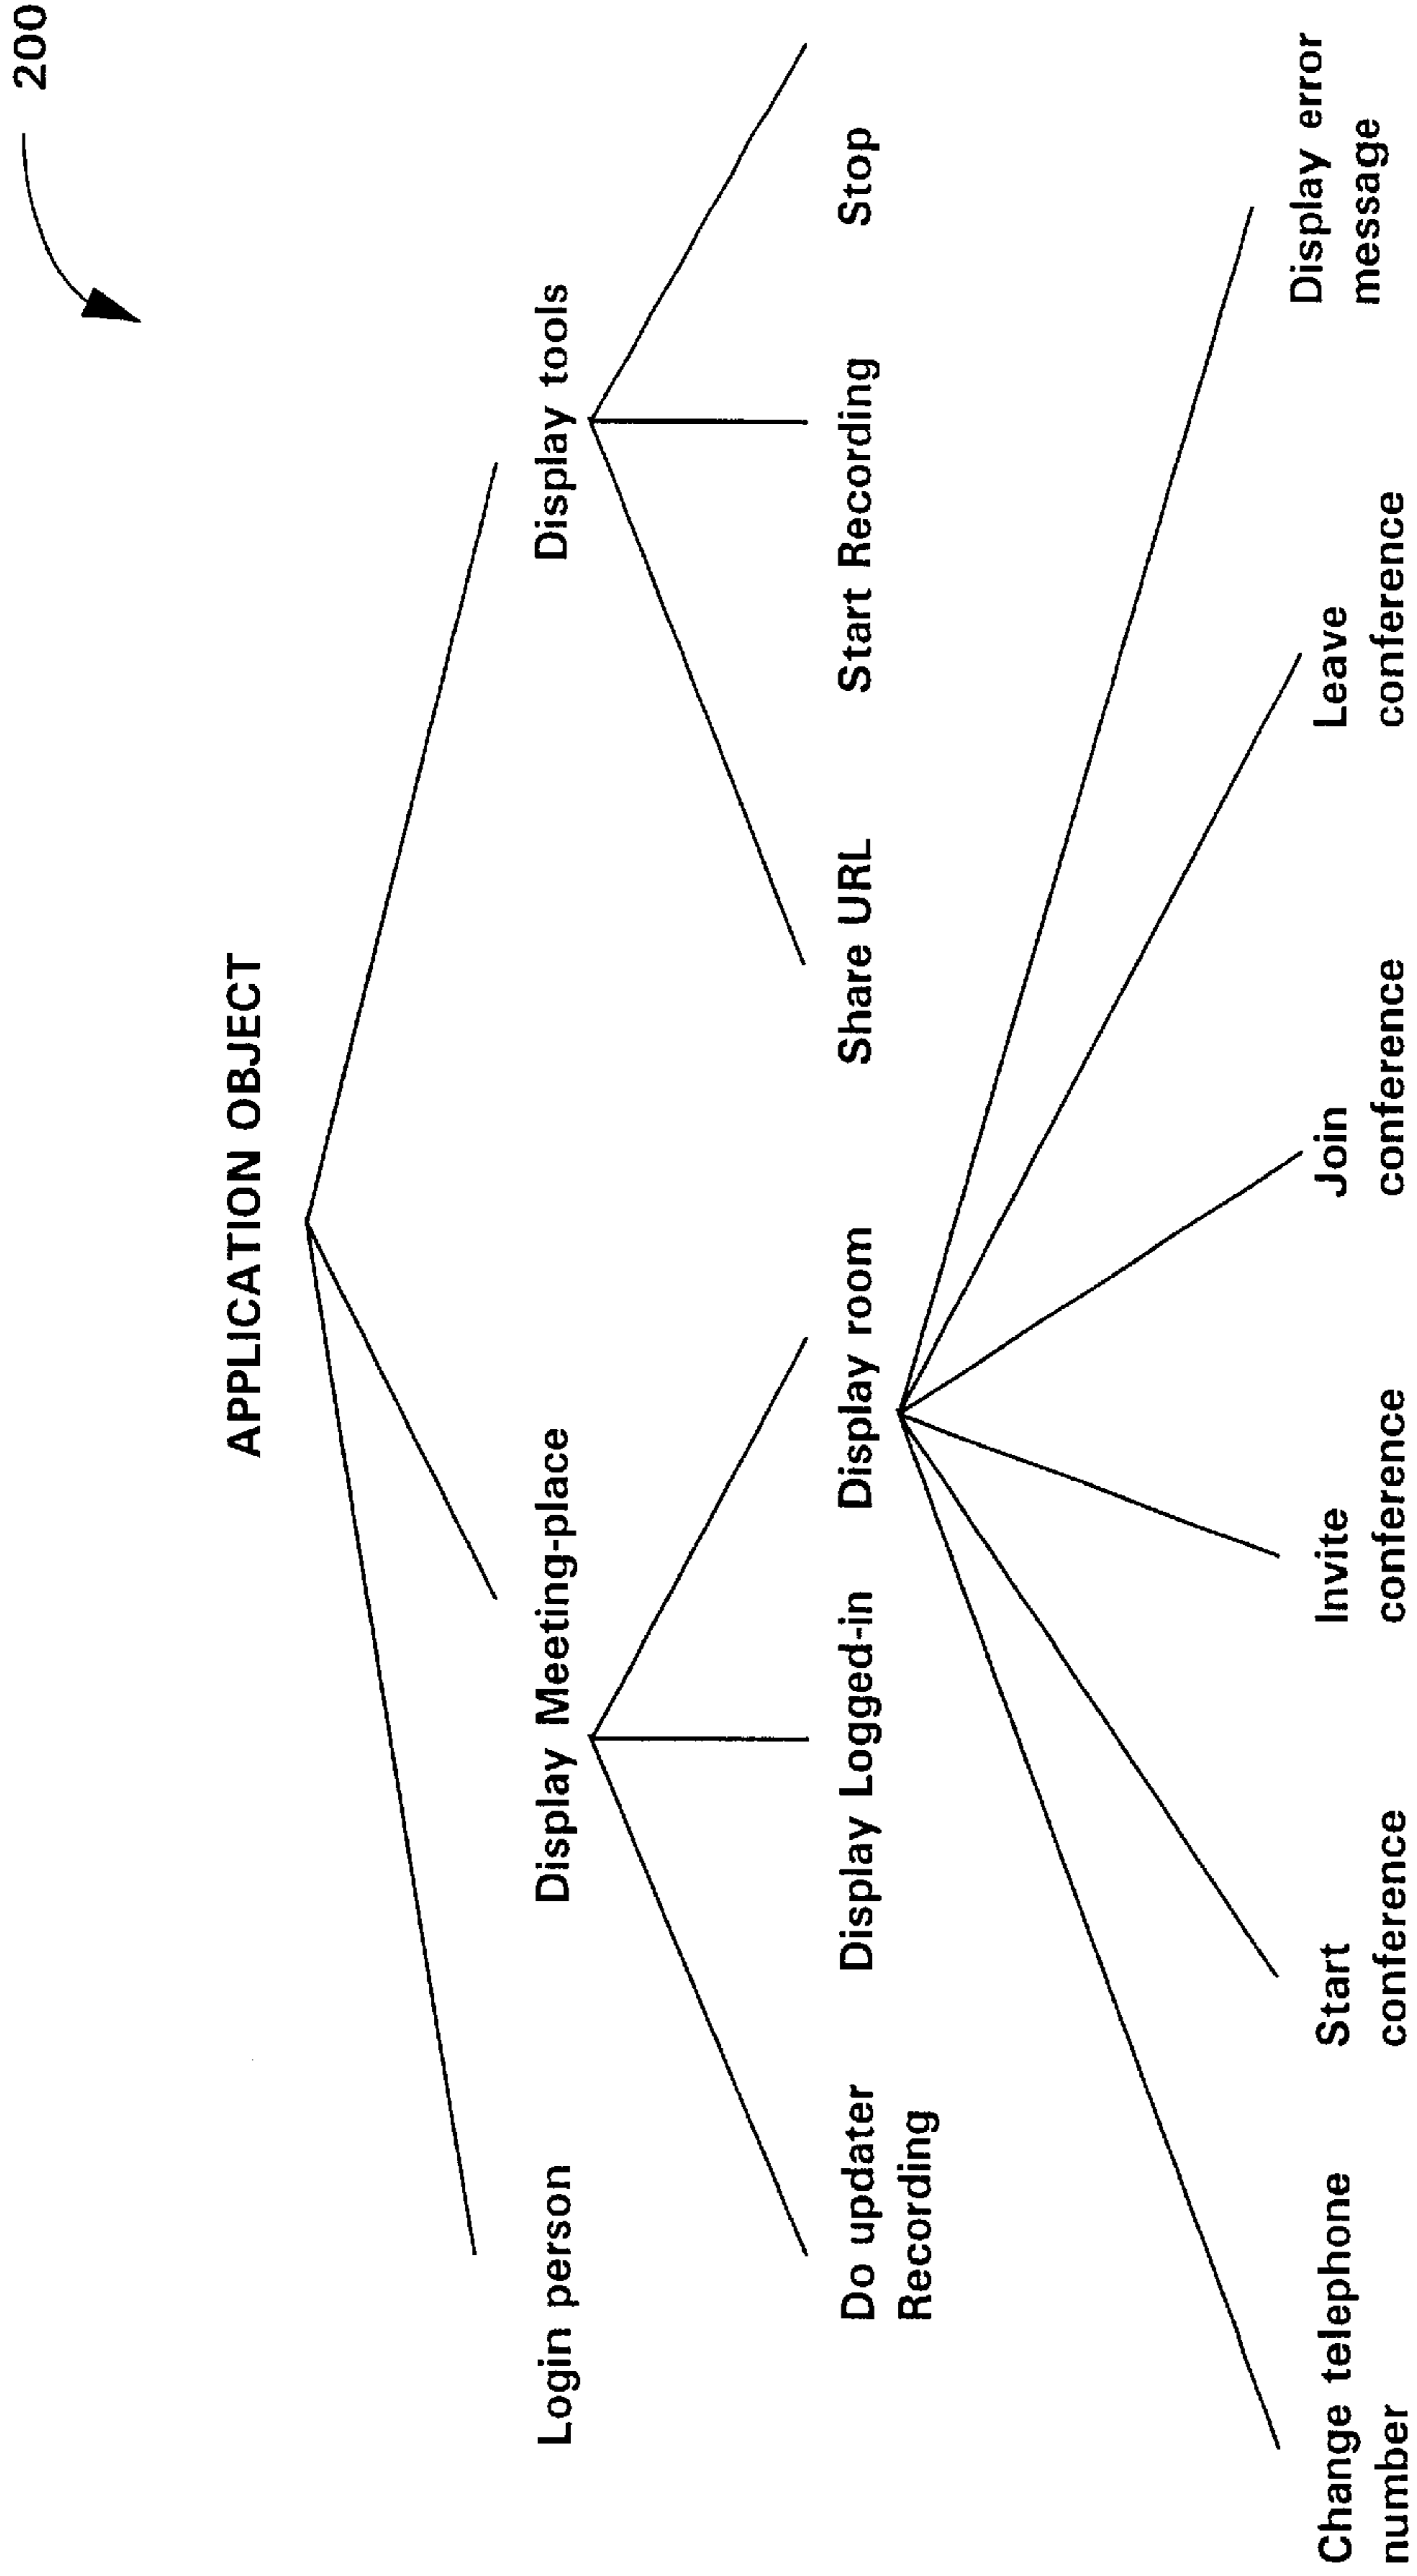 200
APPLICATION OBJECT
Login person
Display Meeting-place
Display tools
Do updater
Recording
Display Logged-in
Display room
Share URL
Start Recording
Stop
Change telephone
number
Start
conference
Invite
conference
Join
conference
Leave
conference
Display error
message